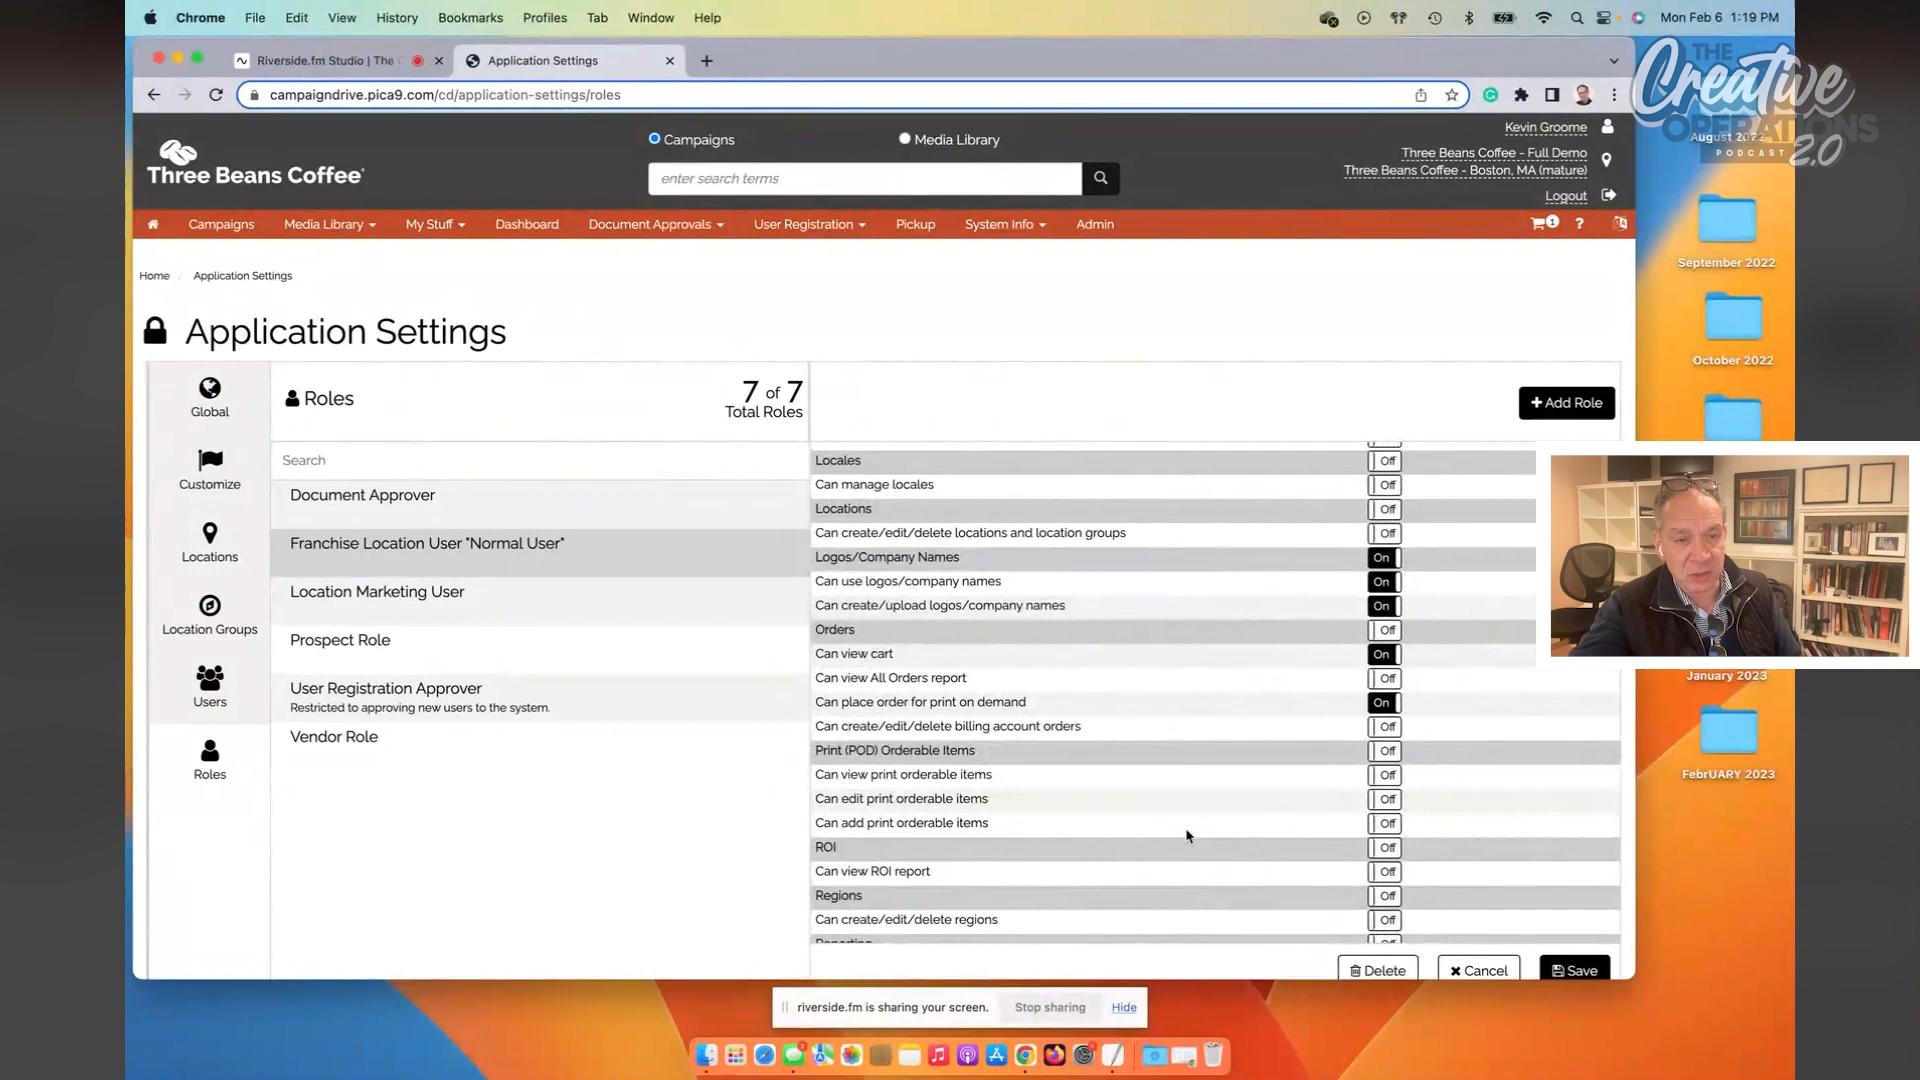 Chrome File Edit View History Bookmarks Profiles Tab Window Help
Mon Feb 6 1:19 PM
Riverside.fm Studio | The
Application Settings
campaigndrive.pica9.com/cd/application-settings/roles
THE
Creative
OPERATIONS
PODCAST 2.0
August 2022
Three Beans Coffee
Campaigns
Media Library
enter search terms
Kevin Groome
Three Beans Coffee - Full Demo
Three Beans Coffee - Boston, MA (mature)
Logout
Campaigns Media Library My Stuff Dashboard Document Approvals User Registration Pickup System Info Admin
1 ?
Home / Application Settings
Application Settings
September 2022
October 2022
January 2023
FebrUARY 2023
Global
Customize
Locations
Location Groups
Users
Roles
Roles
7 of 7
Total Roles
+ Add Role
Search
Document Approver
Franchise Location User "Normal User"
Location Marketing User
Prospect Role
User Registration Approver
Restricted to approving new users to the system.
Vendor Role
Locales Off
Can manage locales Off
Locations Off
Can create/edit/delete locations and location groups Off
Logos/Company Names On
Can use logos/company names On
Can create/upload logos/company names On
Orders Off
Can view cart On
Can view All Orders report Off
Can place order for print on demand On
Can create/edit/delete billing account orders Off
Print (POD) Orderable Items Off
Can view print orderable items Off
Can edit print orderable items Off
Can add print orderable items Off
ROI Off
Can view ROI report Off
Regions Off
Can create/edit/delete regions Off
Reporting Off
Delete Cancel Save
riverside.fm is sharing your screen. Stop sharing Hide